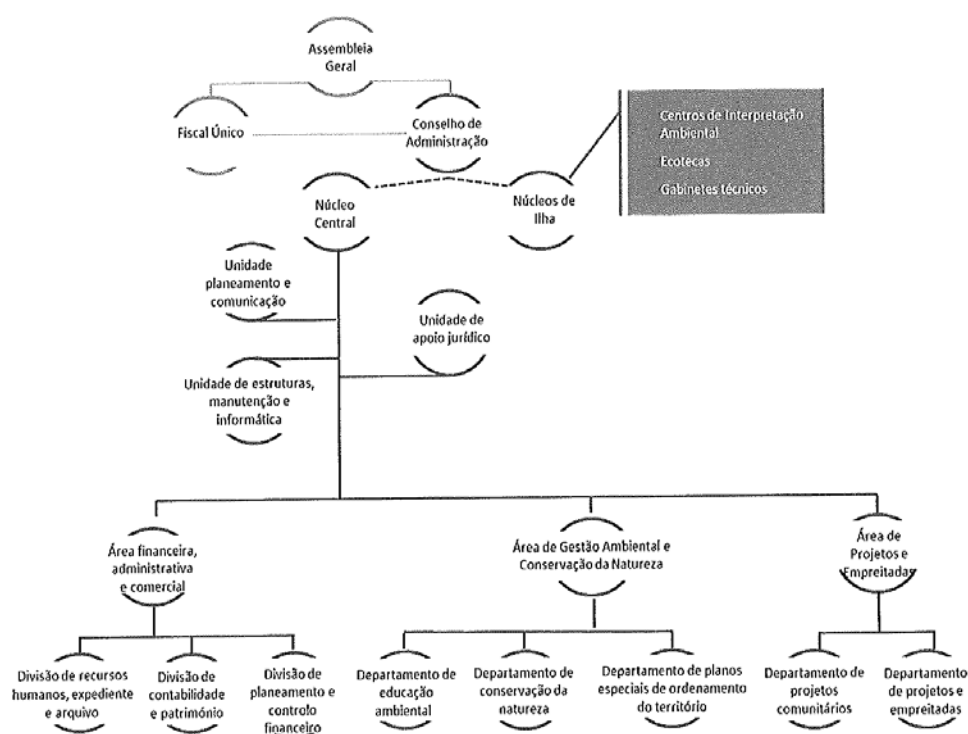 Assembleia
Geral
Fiscal Único
Conselho de
Administração
Centros de Interpretação
Ambiental
Ecotecas
Gabinetes técnicos
Núcleo
Central
Núcleos de
Ilha
Unidade
planeamento e
comunicação
Unidade de
apoio jurídico
Unidade de estruturas,
manutenção e
informática
Área financeira,
administrativa
e comercial
Área de Gestão Ambiental e
Conservação da Natureza
Área de
Projetos e
Empreitadas
Divisão de recursos
humanos, expediente
e arquivo
Divisão de
contabilidade
e património
Divisão de
planeamento e
controlo
financeiro
Departamento de
educação
ambiental
Departamento de
conservação da
natureza
Departamento de planos
especiais de ordenamento
do território
Departamento de
projetos
comunitários
Departamento
de projetos e
empreitadas